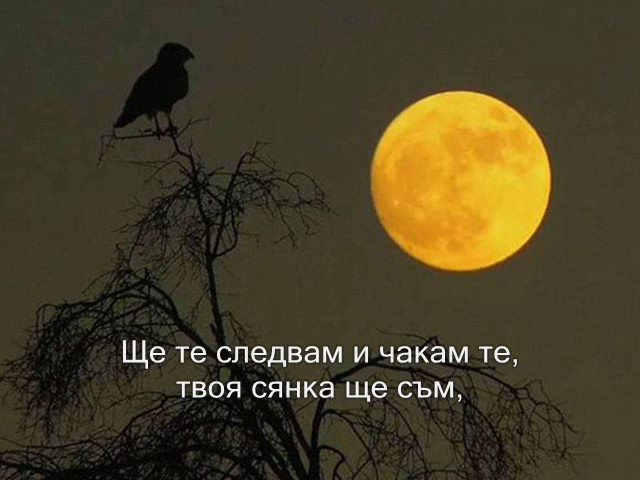 Ще те следвам и чакам те,
твоя сянка ще съм,